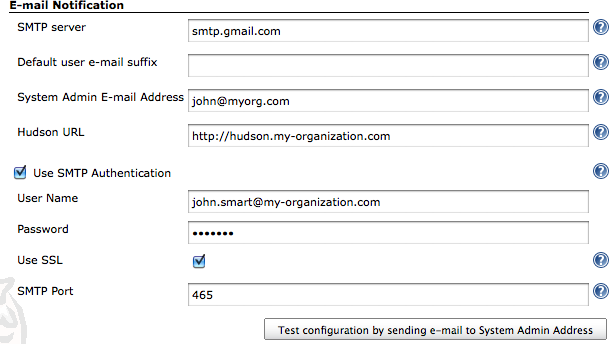 E-mail Notification
SMTP server smtp.gmail.com
Default user e-mail suffix
System Admin E-mail Address john@myorg.com
Hudson URL http://hudson.my-organization.com
Use SMTP Authentication
User Name john.smart@my-organization.com
Password •••••••
Use SSL
SMTP Port 465
Test configuration by sending e-mail to System Admin Address